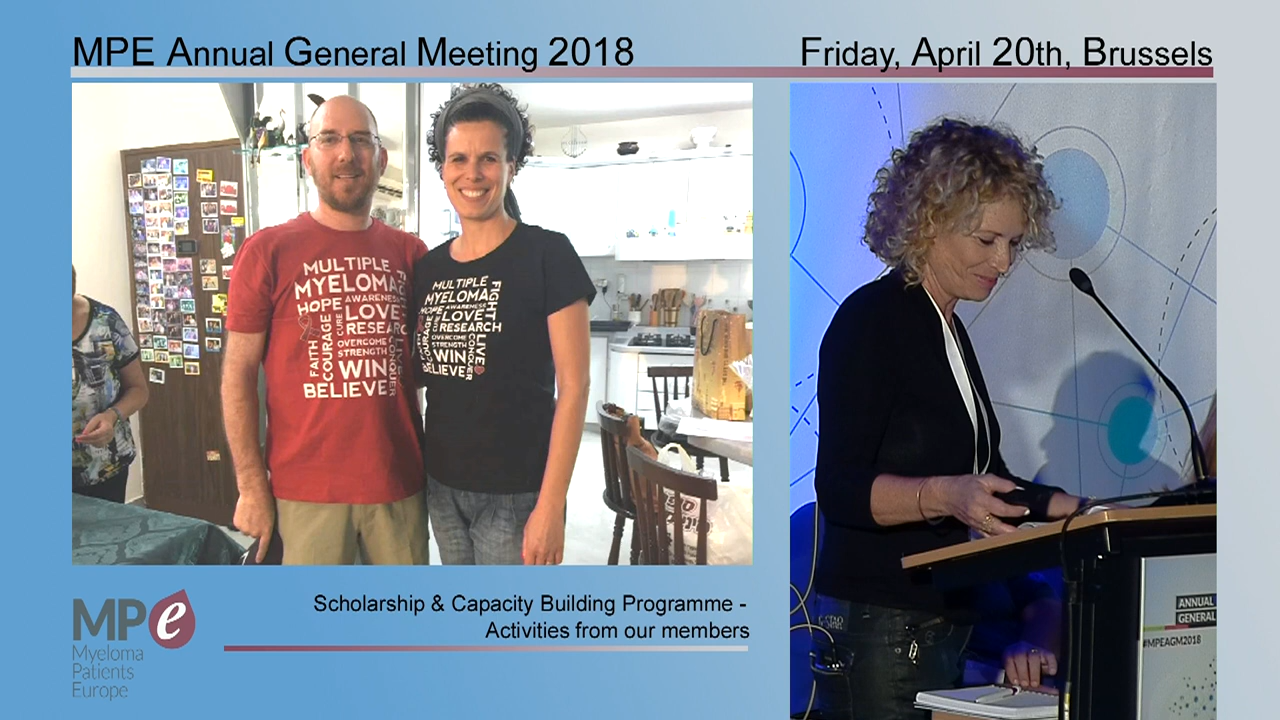 MPE Annual General Meeting 2018
Friday, April 20th, Brussels
MULTIPLE
MYELOMA
HOPE
AWARENESS
LOVE
CURE
RESEARCH
FAITH
COURAGE
OVERCOME
STRENGTH
WIN
BELIEVE
FIGHT
LIVE
CONQUER
MULTIPLE
MYELOMA
HOPE
AWARENESS
LOVE
RESEARCH
COURAGE
OVERCOME
STRENGTH
WIN
BELIEVE
FIGHT
LIVE
CONQUER
MPe
Myeloma
Patients
Europe
Scholarship & Capacity Building Programme -
Activities from our members
ANNUAL
GENERAL
#MPEAGM2018